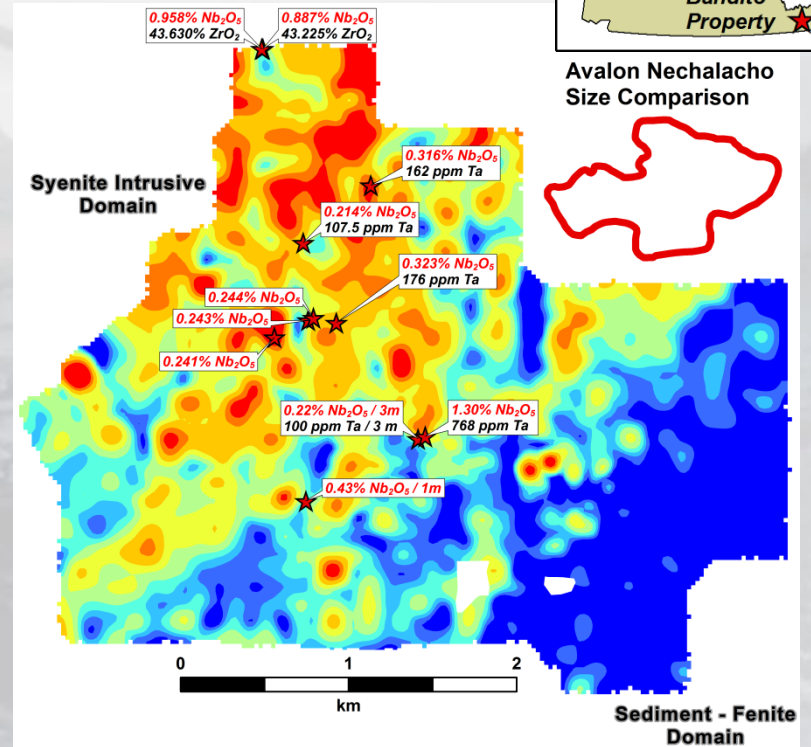 Bandito
Property
Avalon Nechalacho
Size Comparison
0.958% Nb₂O₅
43.630% ZrO₂
0.887% Nb₂O₅
43.225% ZrO₂
0.316% Nb₂O₅
162 ppm Ta
Syenite Intrusive
Domain
0.214% Nb₂O₅
107.5 ppm Ta
0.323% Nb₂O₅
176 ppm Ta
0.244% Nb₂O₅
0.243% Nb₂O₅
0.241% Nb₂O₅
0.22% Nb₂O₅ / 3m
100 ppm Ta / 3 m
1.30% Nb₂O₅
768 ppm Ta
0.43% Nb₂O₅ / 1m
0 1 2
km
Sediment - Fenite
Domain